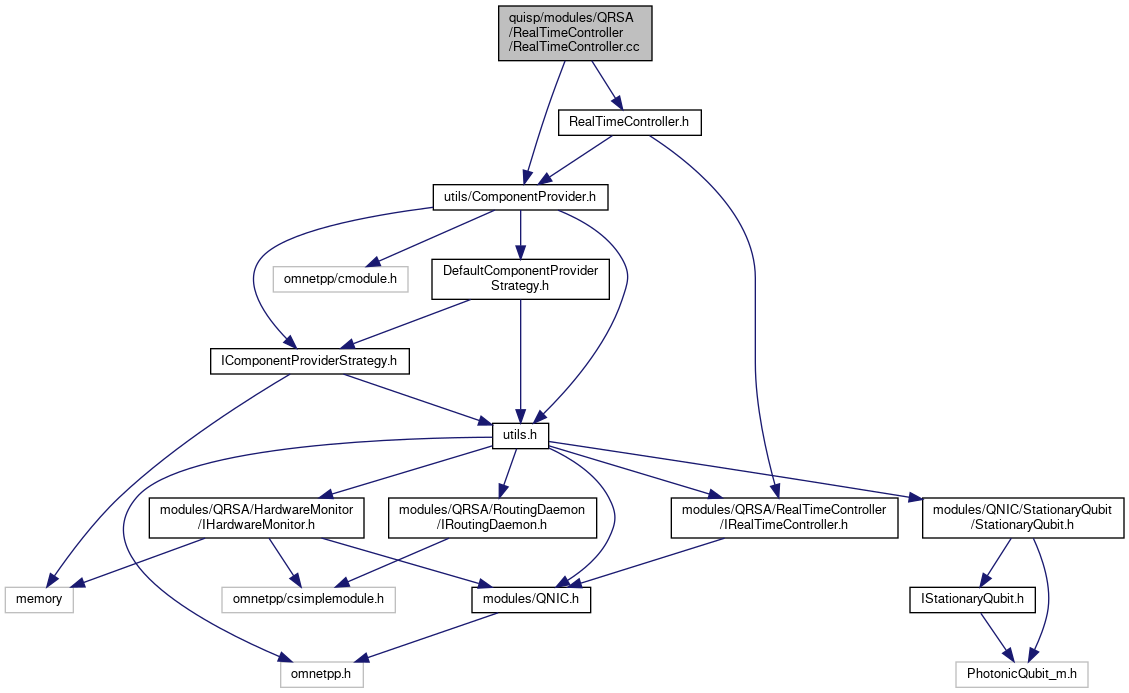 quisp/modules/QRSA
/RealTimeController
/RealTimeController.cc
RealTimeController.h
utils/ComponentProvider.h
omnetpp/cmodule.h
DefaultComponentProvider
Strategy.h
IComponentProviderStrategy.h
utils.h
modules/QRSA/HardwareMonitor
/IHardwareMonitor.h
modules/QRSA/RoutingDaemon
/IRoutingDaemon.h
modules/QRSA/RealTimeController
/IRealTimeController.h
modules/QNIC/StationaryQubit
/StationaryQubit.h
memory
omnetpp/csimplemodule.h
modules/QNIC.h
IStationaryQubit.h
omnetpp.h
PhotonicQubit_m.h